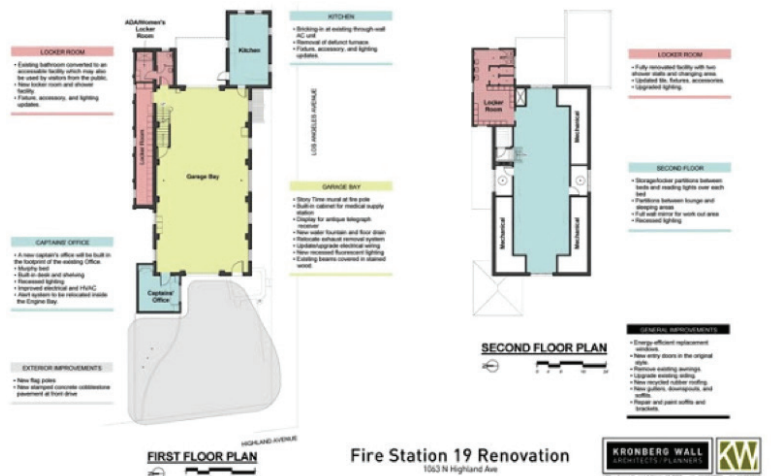 ADA/Women's
Locker
Room
LOCKER ROOM
• Existing bathroom converted to an
accessible facility which may also
be used by visitors from the public.
• New locker room and shower
facility.
• Fixture, accessory, and lighting
updates.
KITCHEN
• Bricking-in at existing through-wall
AC unit
• Removal of defunct furnace.
• Fixture, accessory, and lighting
updates.
Kitchen
Locker Room
Garage Bay
LOS ANGELES AVENUE
GARAGE BAY
• Story Time mural at fire pole
• Built-in cabinet for medical supply
station
• Display for antique telegraph
receiver
• New water fountain and floor drain
• Relocate exhaust removal system
• Update/upgrade electrical wiring
• New recessed fluorescent lighting
• Existing beams covered in stained
wood.
CAPTAINS' OFFICE
• A new captain's office will be built in
the footprint of the existing Office.
• Murphy bed
• Built-in desk and shelving
• Recessed lighting
• Improved electrical and HVAC
• Alert system to be relocated inside
the Engine Bay.
Captains'
Office
EXTERIOR IMPROVEMENTS
• New flag poles
• New stamped concrete cobblestone
pavement at front drive
HIGHLAND AVENUE
FIRST FLOOR PLAN
Locker
Room
Mechanical
Mechanical
Mechanical
LOCKER ROOM
• Fully renovated facility with two
shower stalls and changing area.
• Updated tile, fixtures, accessories.
• Upgraded lighting.
SECOND FLOOR
• Storage/locker partitions between
beds and reading lights over each
bed
• Partitions between lounge and
sleeping areas
• Full wall mirror for work out area
• Recessed lighting
SECOND FLOOR PLAN
GENERAL IMPROVEMENTS
• Energy-efficient replacement
windows.
• New entry doors in the original
style.
• Remove existing awnings.
• Upgrade existing siding.
• New recycled rubber roofing.
• New gutters, downspouts, and
soffits.
• Repair and paint soffits and
brackets.
Fire Station 19 Renovation
1063 N Highland Ave
KRONBERG WALL
ARCHITECTS / PLANNERS
KW